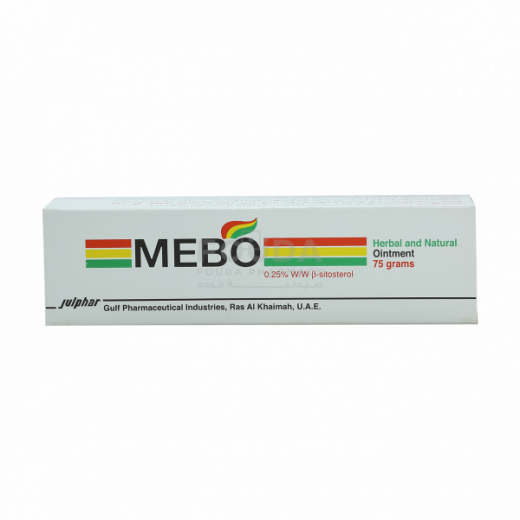 MEBO
Herbal and Natural
Ointment
75 grams
0.25% W/W β-sitosterol
julphar
Gulf Pharmaceutical Industries, Ras Al Khaimah, U.A.E.